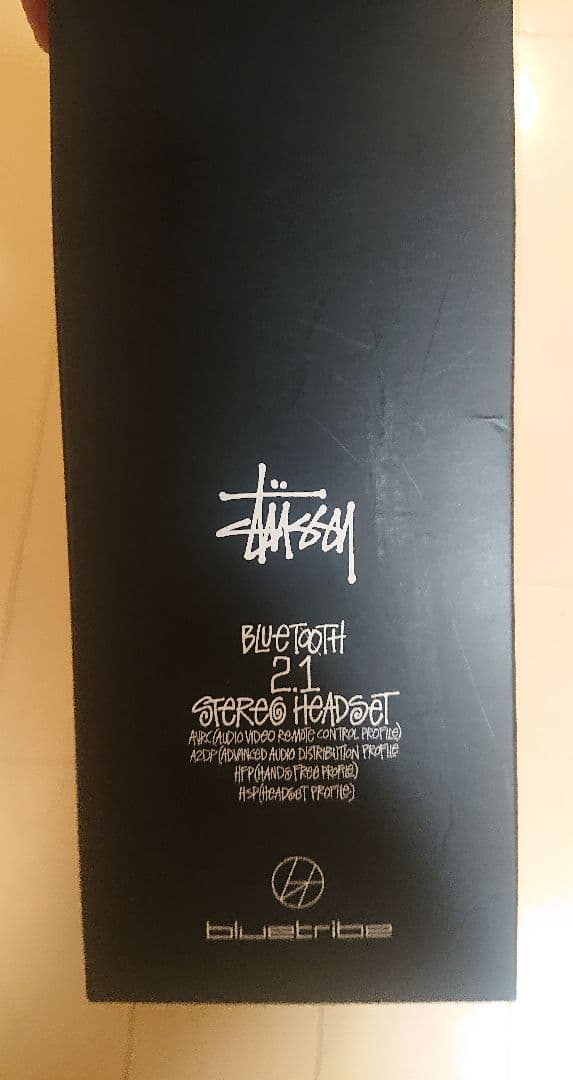 Stüssy
BLUETOOTH
2.1
STEREO HEADSET
AVRC(AUDIO VIDEO REMOTE CONTROL PROFILE)
A2DP(ADVANCED AUDIO DISTRIBUTION PROFILE
HFP(HANDS FREE PROFILE)
HSP(HEADSET PROFILE)
bluetribe